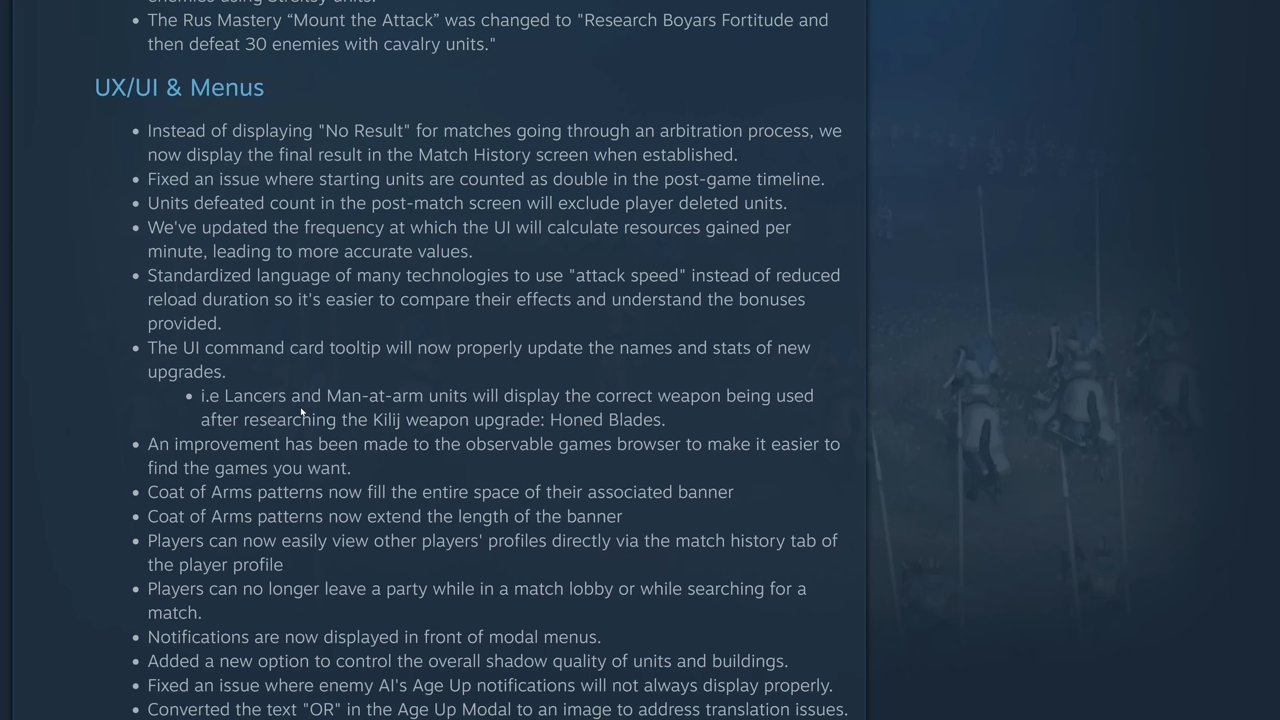 The Rus Mastery “Mount the Attack” was changed to "Research Boyars Fortitude and
then defeat 30 enemies with cavalry units."
UX/UI & Menus
Instead of displaying "No Result" for matches going through an arbitration process, we
now display the final result in the Match History screen when established.
Fixed an issue where starting units are counted as double in the post-game timeline.
Units defeated count in the post-match screen will exclude player deleted units.
We've updated the frequency at which the UI will calculate resources gained per
minute, leading to more accurate values.
Standardized language of many technologies to use "attack speed" instead of reduced
reload duration so it's easier to compare their effects and understand the bonuses
provided.
The UI command card tooltip will now properly update the names and stats of new
upgrades.
i.e Lancers and Man-at-arm units will display the correct weapon being used
after researching the Kilij weapon upgrade: Honed Blades.
An improvement has been made to the observable games browser to make it easier to
find the games you want.
Coat of Arms patterns now fill the entire space of their associated banner
Coat of Arms patterns now extend the length of the banner
Players can now easily view other players' profiles directly via the match history tab of
the player profile
Players can no longer leave a party while in a match lobby or while searching for a
match.
Notifications are now displayed in front of modal menus.
Added a new option to control the overall shadow quality of units and buildings.
Fixed an issue where enemy AI's Age Up notifications will not always display properly.
Converted the text "OR" in the Age Up Modal to an image to address translation issues.